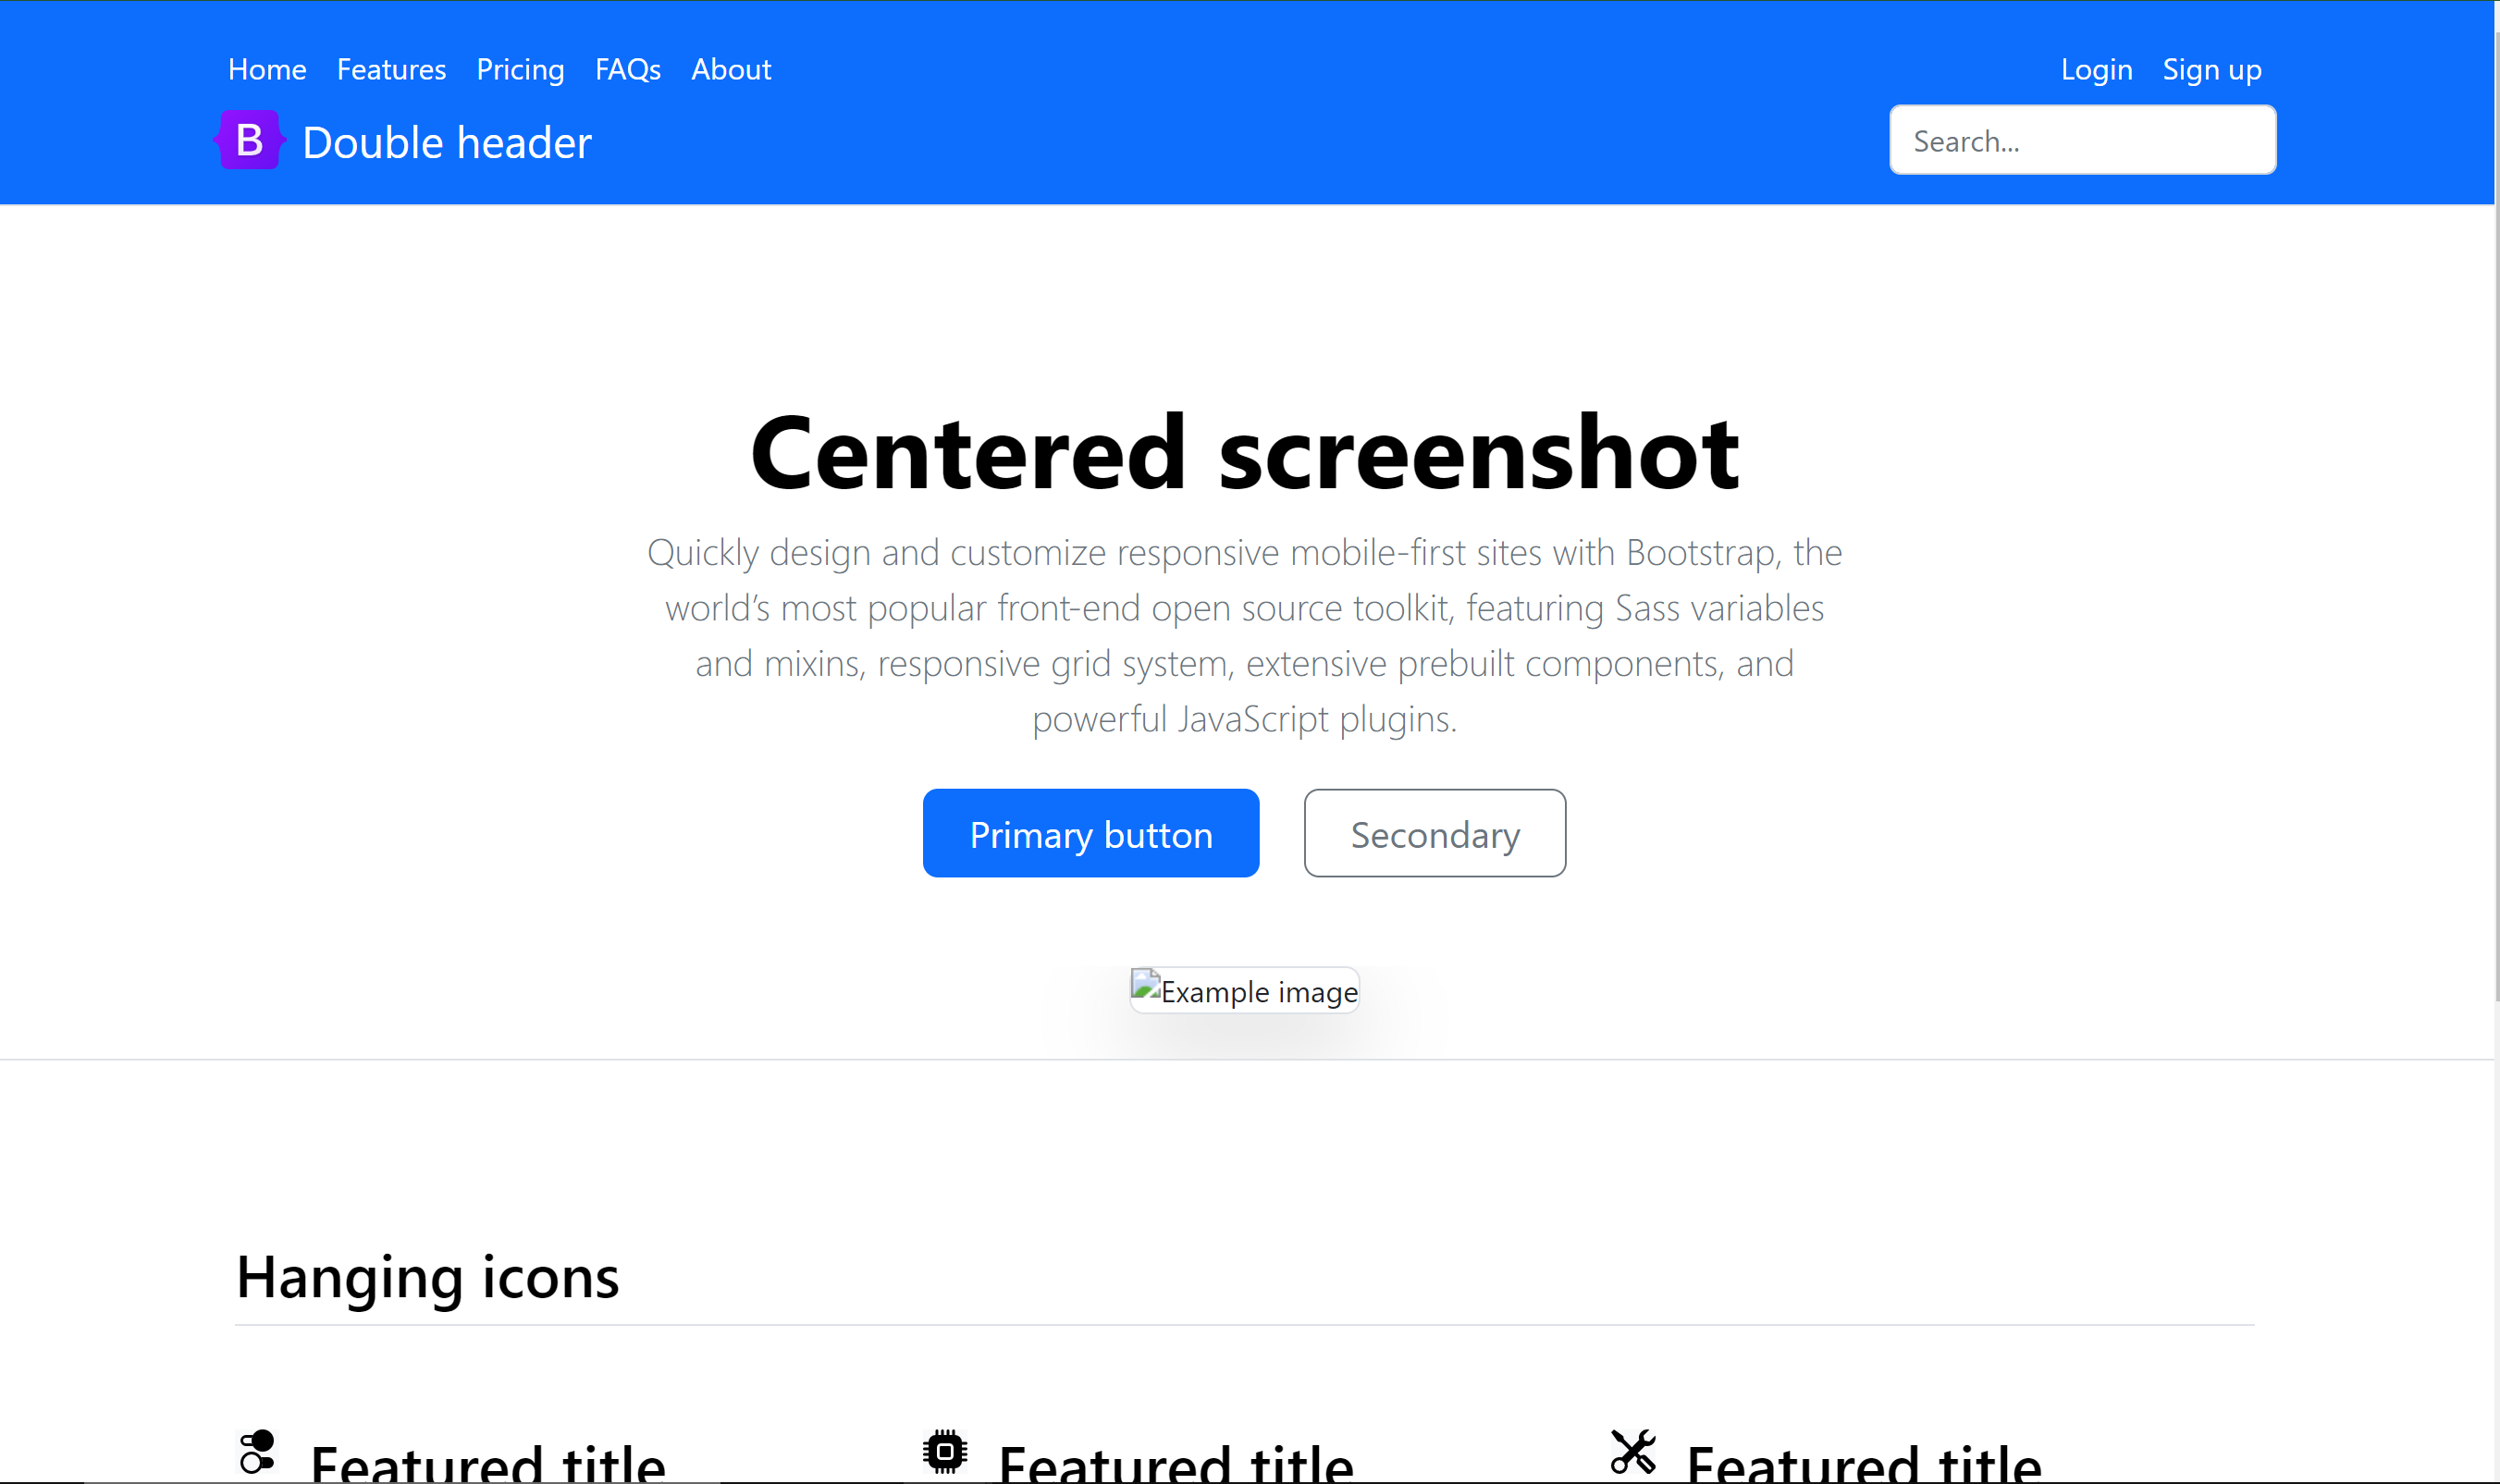 Home Features Pricing FAQs About Login Sign up
B Double header Search...
Centered screenshot
Quickly design and customize responsive mobile-first sites with Bootstrap, the
world’s most popular front-end open source toolkit, featuring Sass variables
and mixins, responsive grid system, extensive prebuilt components, and
powerful JavaScript plugins.
Primary button Secondary
Example image
Hanging icons
Featured title Featured title Featured title